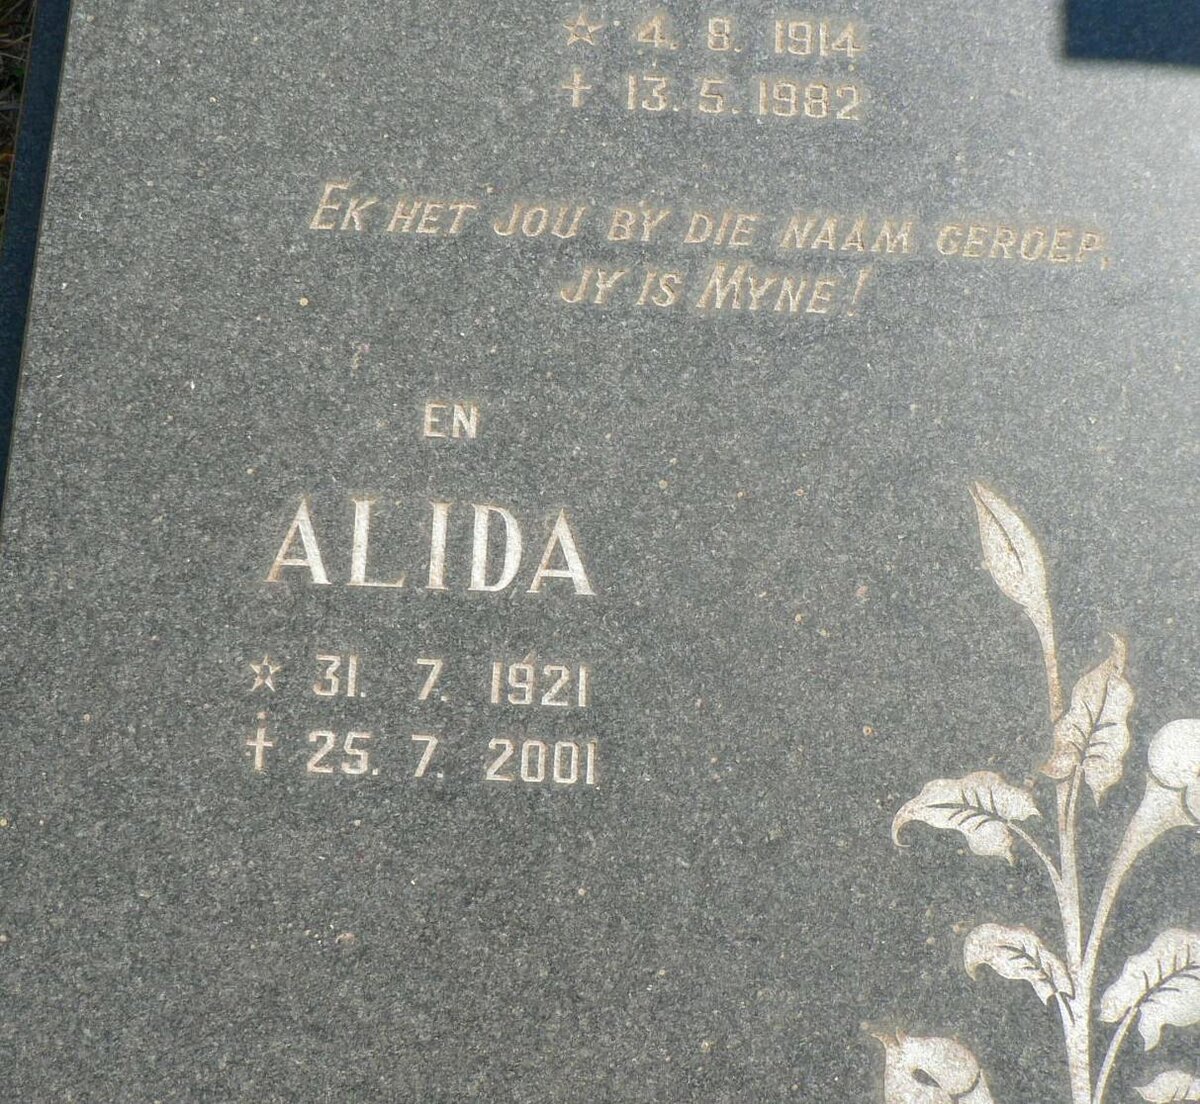 ☆ 4. 8. 1914
† 13. 5. 1982
EK HET JOU BY DIE NAAM GEROEP,
JY IS MYNE!
EN
ALIDA
☆ 31. 7. 1921
† 25. 7. 2001